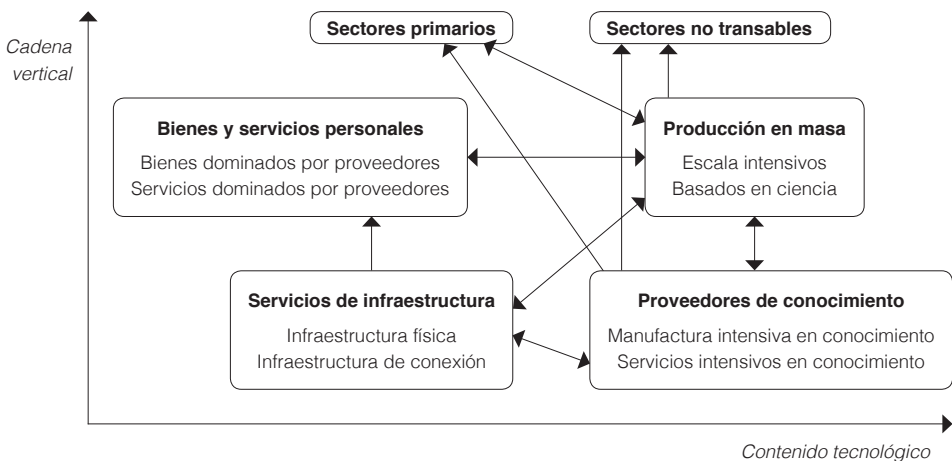 Cadena
vertical
Sectores primarios
Sectores no transables
Bienes y servicios personales
Bienes dominados por proveedores
Servicios dominados por proveedores
Producción en masa
Escala intensivos
Basados en ciencia
Servicios de infraestructura
Infraestructura física
Infraestructura de conexión
Proveedores de conocimiento
Manufactura intensiva en conocimiento
Servicios intensivos en conocimiento
Contenido tecnológico